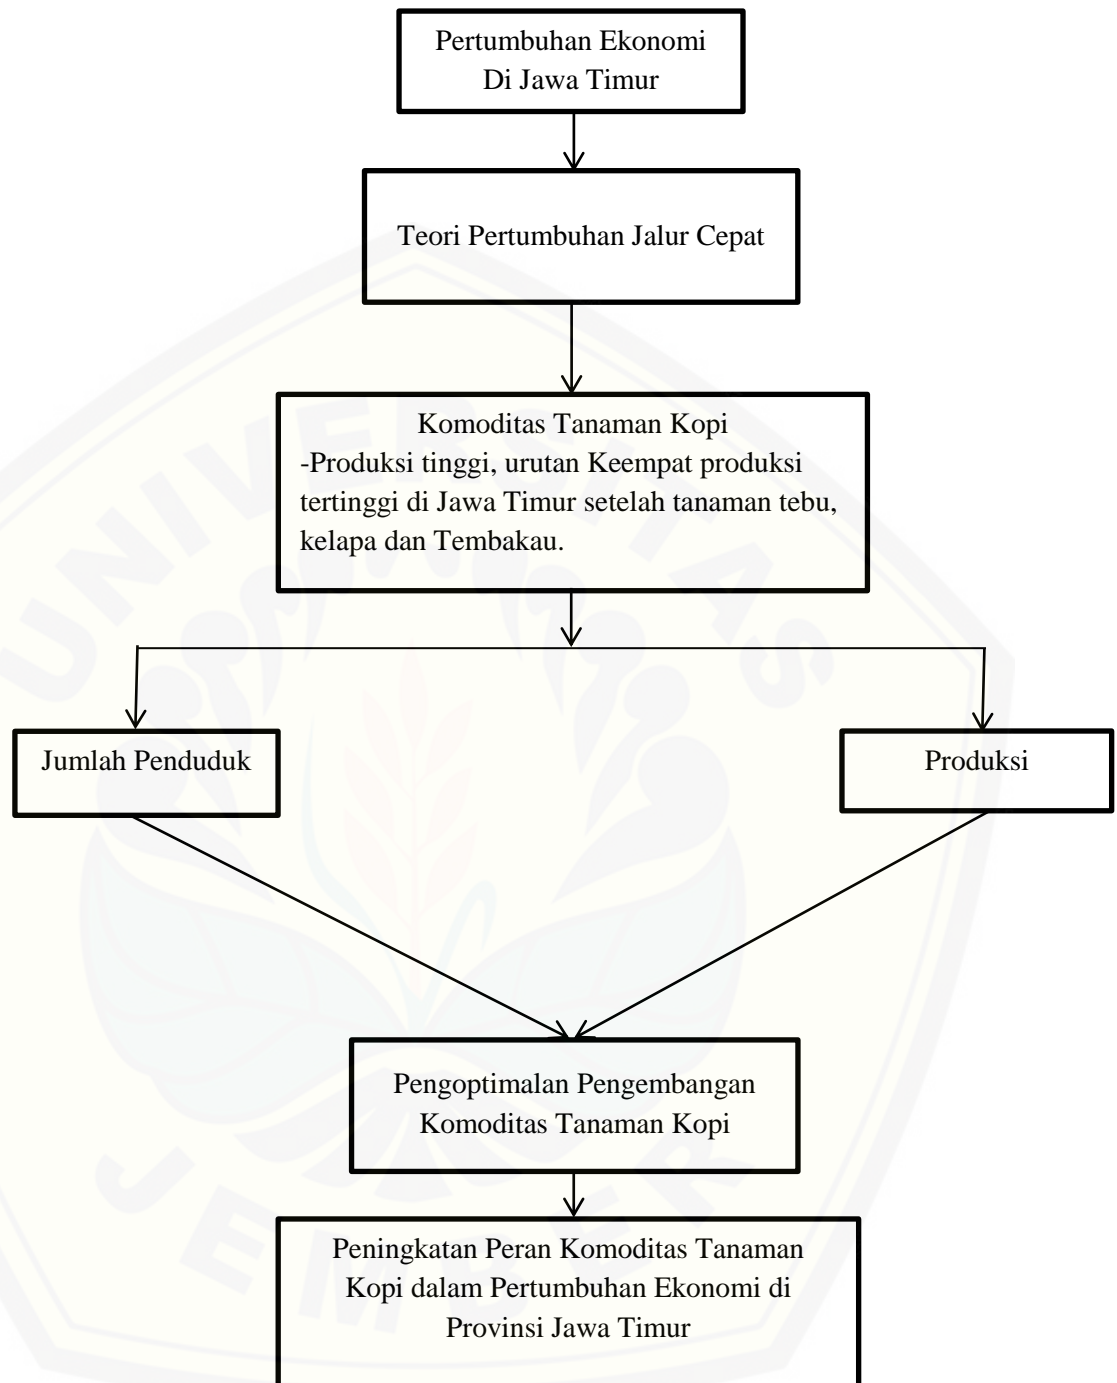 Pertumbuhan Ekonomi
Di Jawa Timur
Teori Pertumbuhan Jalur Cepat
Komoditas Tanaman Kopi
-Produksi tinggi, urutan Keempat produksi
tertinggi di Jawa Timur setelah tanaman tebu,
kelapa dan Tembakau.
Jumlah Penduduk
Produksi
Pengoptimalan Pengembangan
Komoditas Tanaman Kopi
Peningkatan Peran Komoditas Tanaman
Kopi dalam Pertumbuhan Ekonomi di
Provinsi Jawa Timur
UNIVERSITAS
JEMBER